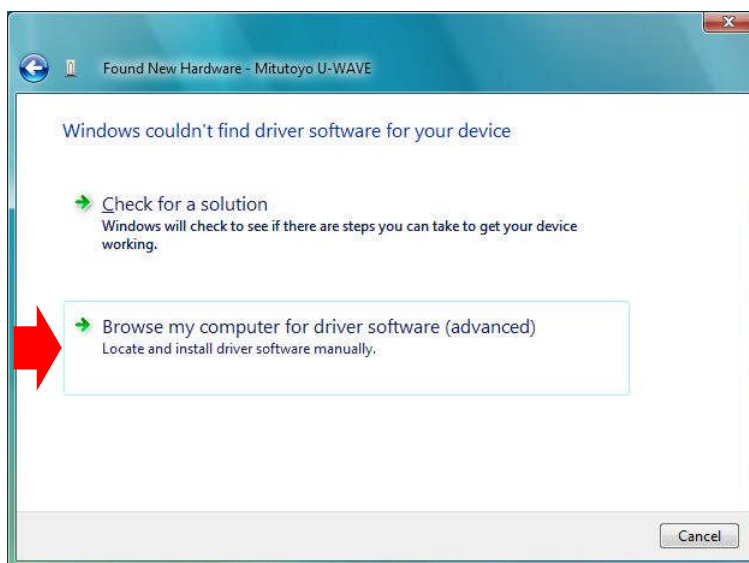 Found New Hardware - Mitutoyo U-WAVE
Windows couldn't find driver software for your device
Check for a solution
Windows will check to see if there are steps you can take to get your device
working.
Browse my computer for driver software (advanced)
Locate and install driver software manually.
Cancel